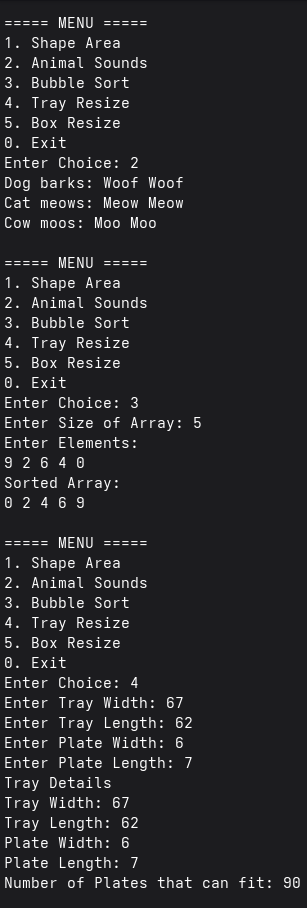 ===== MENU =====
1. Shape Area
2. Animal Sounds
3. Bubble Sort
4. Tray Resize
5. Box Resize
0. Exit
Enter Choice: 2
Dog barks: Woof Woof
Cat meows: Meow Meow
Cow moos: Moo Moo

===== MENU =====
1. Shape Area
2. Animal Sounds
3. Bubble Sort
4. Tray Resize
5. Box Resize
0. Exit
Enter Choice: 3
Enter Size of Array: 5
Enter Elements:
9 2 6 4 0
Sorted Array:
0 2 4 6 9

===== MENU =====
1. Shape Area
2. Animal Sounds
3. Bubble Sort
4. Tray Resize
5. Box Resize
0. Exit
Enter Choice: 4
Enter Tray Width: 67
Enter Tray Length: 62
Enter Plate Width: 6
Enter Plate Length: 7
Tray Details
Tray Width: 67
Tray Length: 62
Plate Width: 6
Plate Length: 7
Number of Plates that can fit: 90